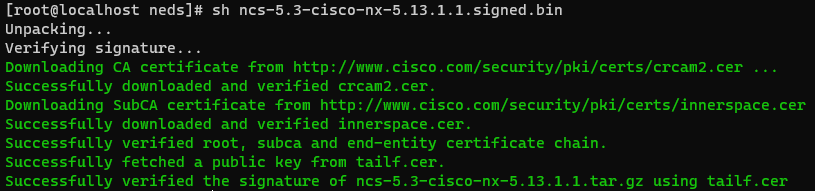 [root@localhost neds]# sh ncs-5.3-cisco-nx-5.13.1.1.signed.bin
Unpacking...
Verifying signature...
Downloading CA certificate from http://www.cisco.com/security/pki/certs/crcam2.cer ...
Successfully downloaded and verified crcam2.cer.
Downloading SubCA certificate from http://www.cisco.com/security/pki/certs/innerspace.cer
Successfully downloaded and verified innerspace.cer.
Successfully verified root, subca and end-entity certificate chain.
Successfully fetched a public key from tailf.cer.
Successfully verified the signature of ncs-5.3-cisco-nx-5.13.1.1.tar.gz using tailf.cer